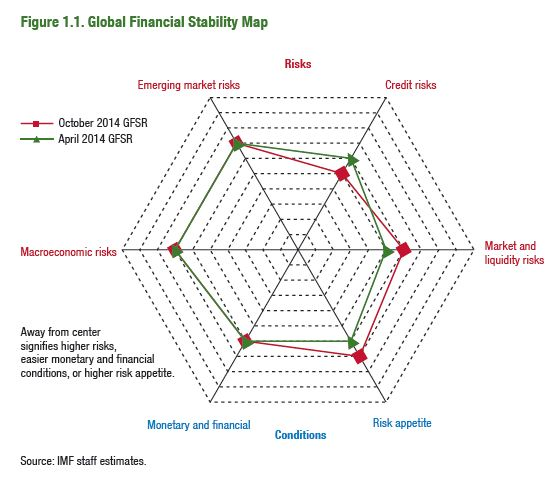 Figure 1.1. Global Financial Stability Map
Risks
Emerging market risks
Credit risks
October 2014 GFSR
April 2014 GFSR
Macroeconomic risks
Market and
liquidity risks
Away from center
signifies higher risks,
easier monetary and financial
conditions, or higher risk appetite.
Monetary and financial
Conditions
Risk appetite
Source: IMF staff estimates.